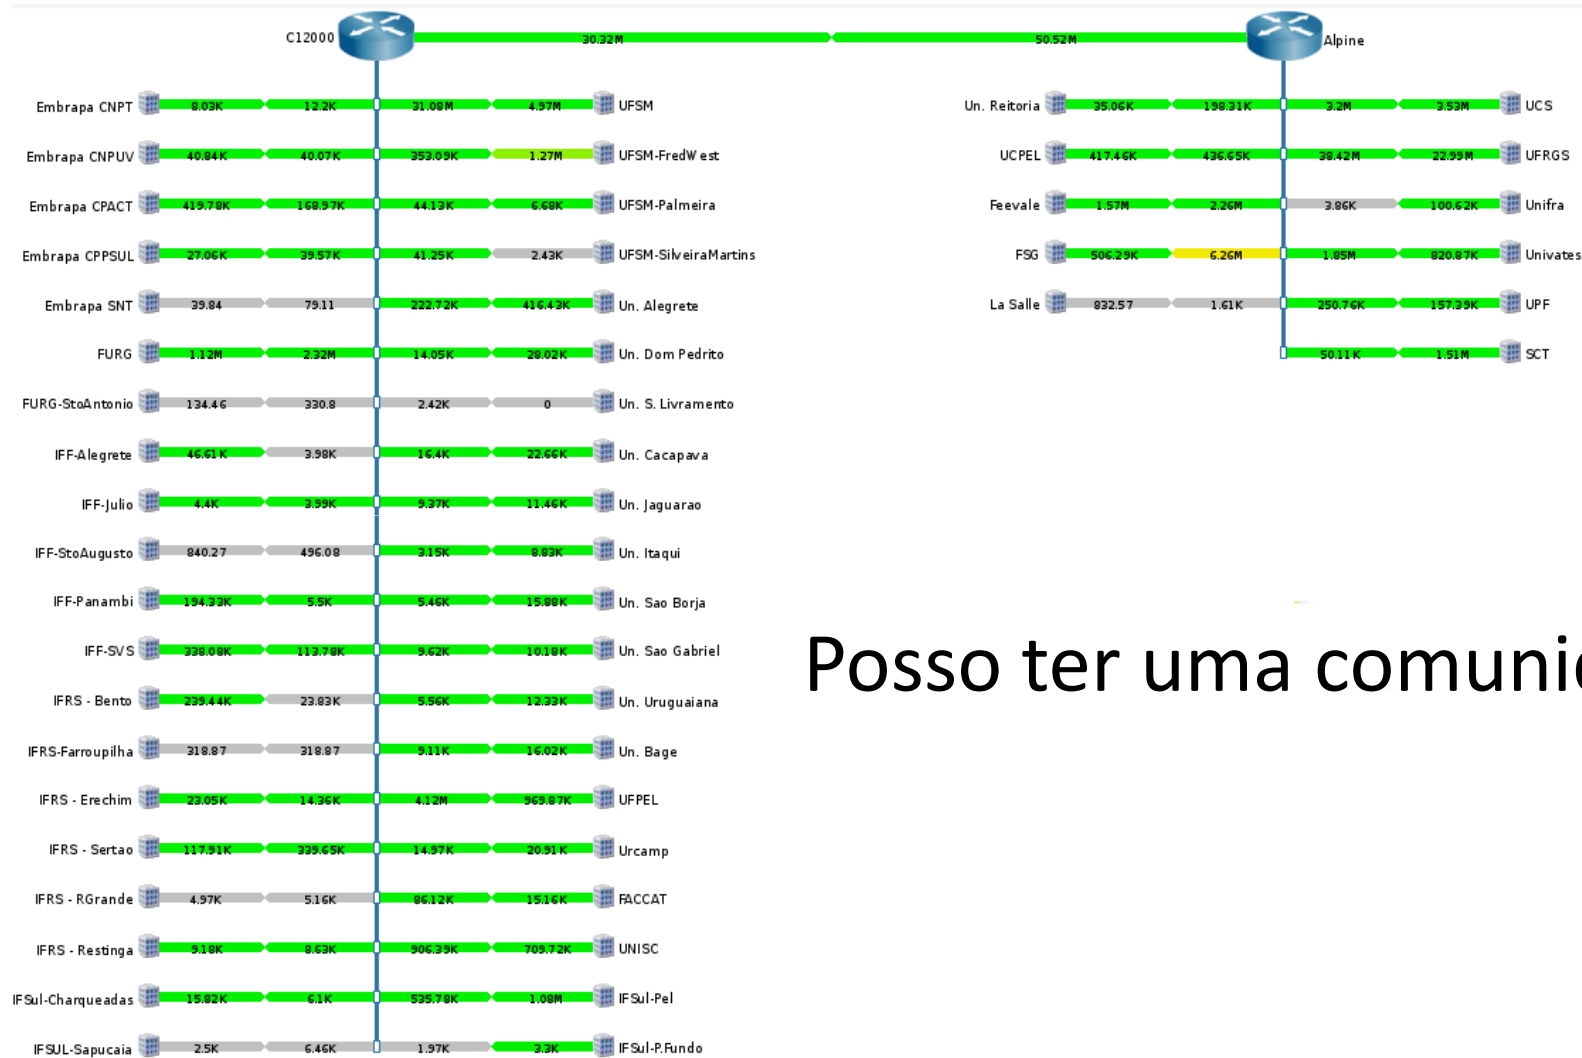 C12000 30.32M 50.52M Alpine
Embrapa CNPT 8.03K 12.2K 31.08M 4.97M UFSM
Un. Reitoria 35.06K 198.31K 3.2M 3.53M UCS
Embrapa CNPUV 40.84K 40.07K 353.09K 1.27M UFSM-FredWest
UCPEL 417.46K 436.65K 38.42M 22.99M UFRGS
Embrapa CPACT 419.78K 168.97K 44.13K 6.68K UFSM-Palmeira
Feevale 1.57M 2.26M 3.86K 100.62K Unifra
Embrapa CPPSUL 27.06K 39.57K 41.25K 2.43K UFSM-SilveiraMartins
FSG 506.29K 6.26M 1.85M 820.87K Univates
Embrapa SNT 39.84 79.11 222.72K 416.43K Un. Alegrete
La Salle 832.57 1.61K 250.76K 157.39K UPF
FURG 1.12M 2.32M 14.05K 28.02K Un. Dom Pedrito
50.11K 1.51M SCT
FURG-StoAntonio 134.46 330.8 2.42K 0 Un. S. Livramento
IFF-Alegrete 46.61K 3.98K 16.4K 22.66K Un. Cacapava
IFF-Julio 4.4K 3.99K 9.37K 11.46K Un. Jaguarao
IFF-StoAugusto 840.27 496.08 3.15K 8.83K Un. Itaqui
IFF-Panambi 194.33K 5.5K 5.46K 15.88K Un. Sao Borja
IFF-SVS 338.08K 113.78K 9.62K 10.18K Un. Sao Gabriel
Posso ter uma comuni
IFRS - Bento 239.44K 23.83K 5.56K 12.33K Un. Uruguaiana
IFRS-Farroupilha 318.87 318.87 9.11K 16.02K Un. Bage
IFRS - Erechim 23.05K 14.36K 4.12M 969.87K UFPEL
IFRS - Sertao 117.91K 339.65K 14.97K 20.91K Urcamp
IFRS - RGrande 4.97K 5.16K 86.12K 15.16K FACCAT
IFRS - Restinga 9.18K 8.63K 906.39K 709.72K UNISC
IFSul-Charqueadas 15.82K 6.1K 535.78K 1.08M IFSul-Pel
IFSUL-Sapucaia 2.5K 6.46K 1.97K 3.3K IFSul-P.Fundo